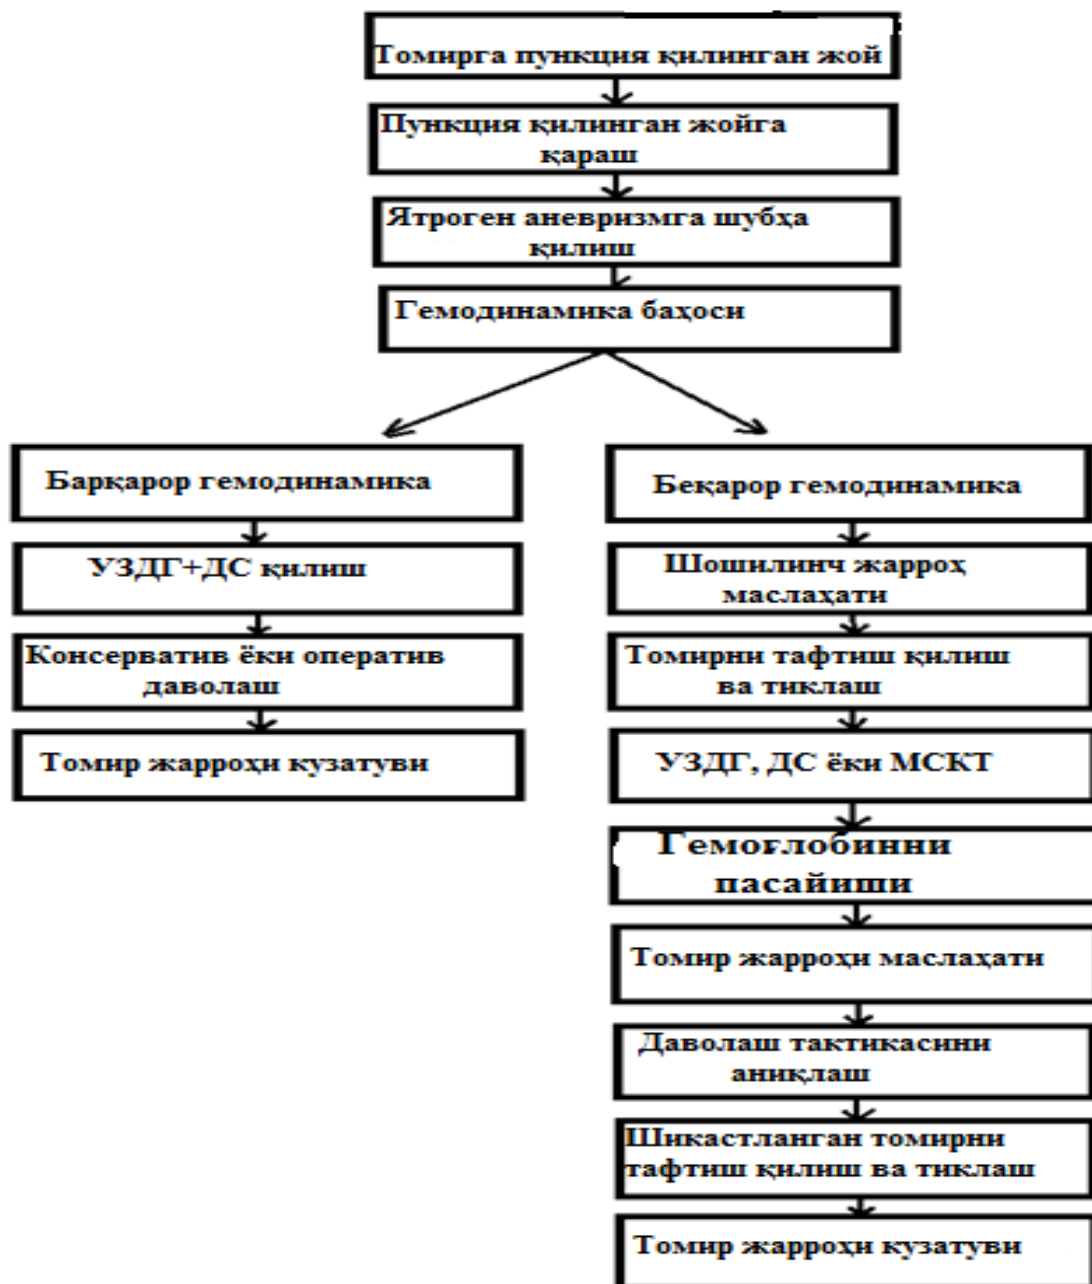 Томирга пункция қилинган жой
Пункция қилинган жойга
қараш
Ятроген аневризмга шубҳа
қилиш
Гемодинамика баҳоси
Барқарор гемодинамика
УЗДГ+ДС қилиш
Консерватив ёки оператив
даволаш
Томир жарроҳи кузатуви
Беқарор гемодинамика
Шошилинч жарроҳ
маслаҳати
Томирни тафтиш қилиш
ва тиклаш
УЗДГ, ДС ёки МСКТ
Гемоглобинни
пасайиши
Томир жарроҳи маслаҳати
Даволаш тактикасини
аниқлаш
Шикастланган томирни
тафтиш қилиш ва тиклаш
Томир жарроҳи кузатуви